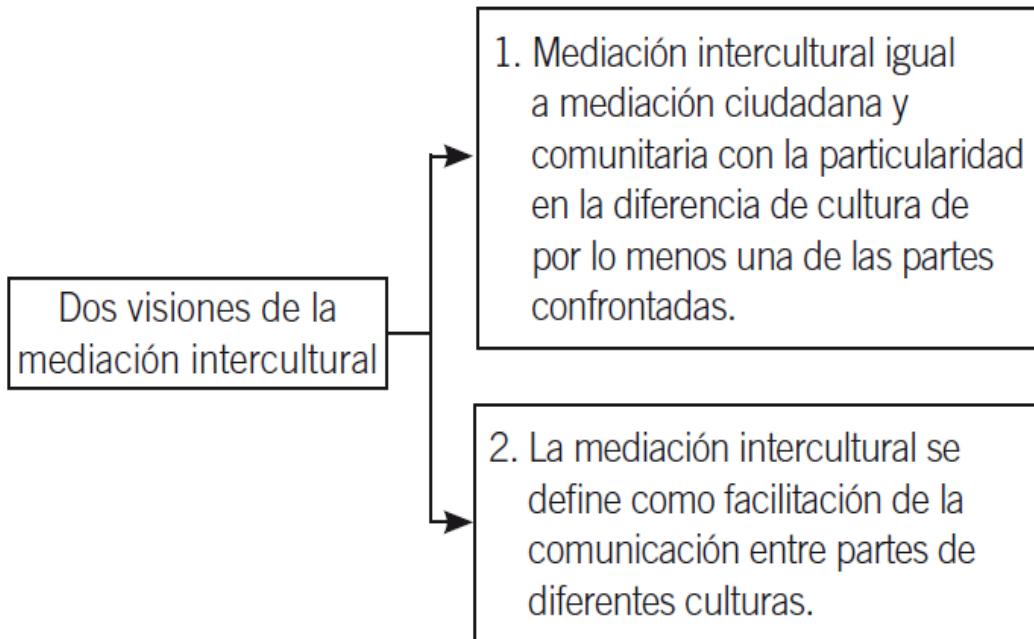 Dos visiones de la
mediación intercultural
1. Mediación intercultural igual
a mediación ciudadana y
comunitaria con la particularidad
en la diferencia de cultura de
por lo menos una de las partes
confrontadas.
2. La mediación intercultural se
define como facilitación de la
comunicación entre partes de
diferentes culturas.